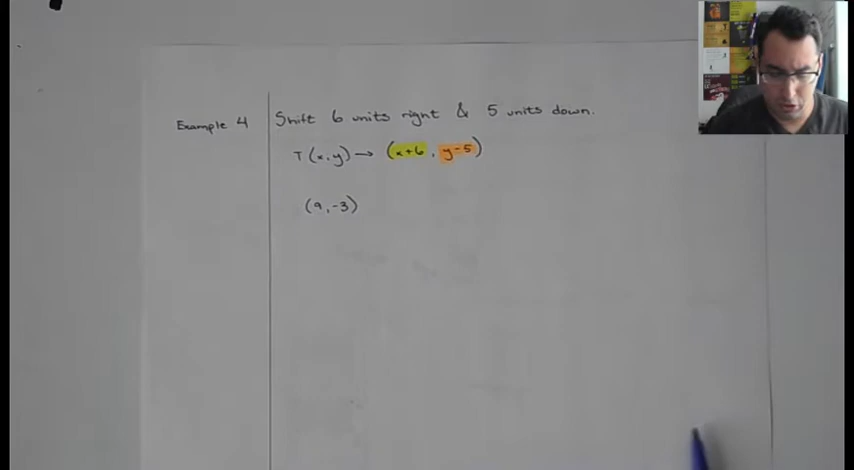 Example 4
Shift 6 units right & 5 units down.
T(x,y) → (x+6, y-5)
(9,-3)